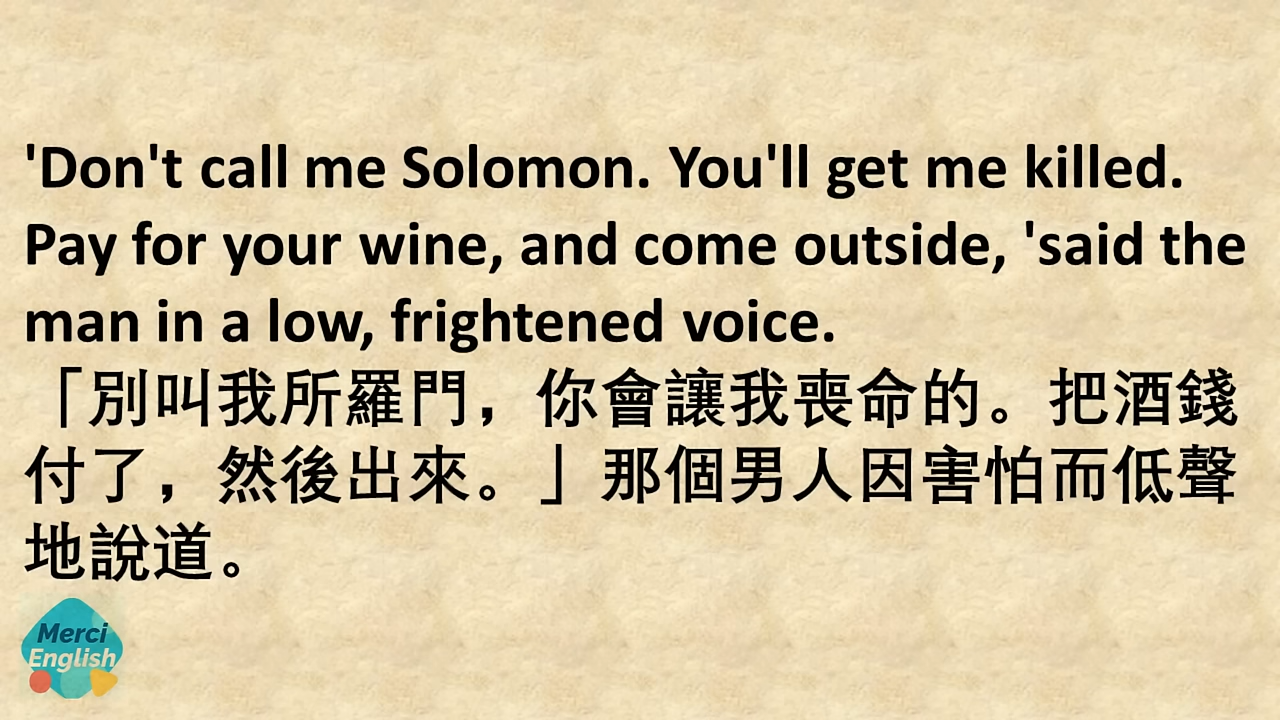 'Don't call me Solomon. You'll get me killed.
Pay for your wine, and come outside, 'said the
man in a low, frightened voice.
「別叫我所羅門，你會讓我喪命的。把酒錢
付了，然後出來。」那個男人因害怕而低聲
地說道。
Merci
English